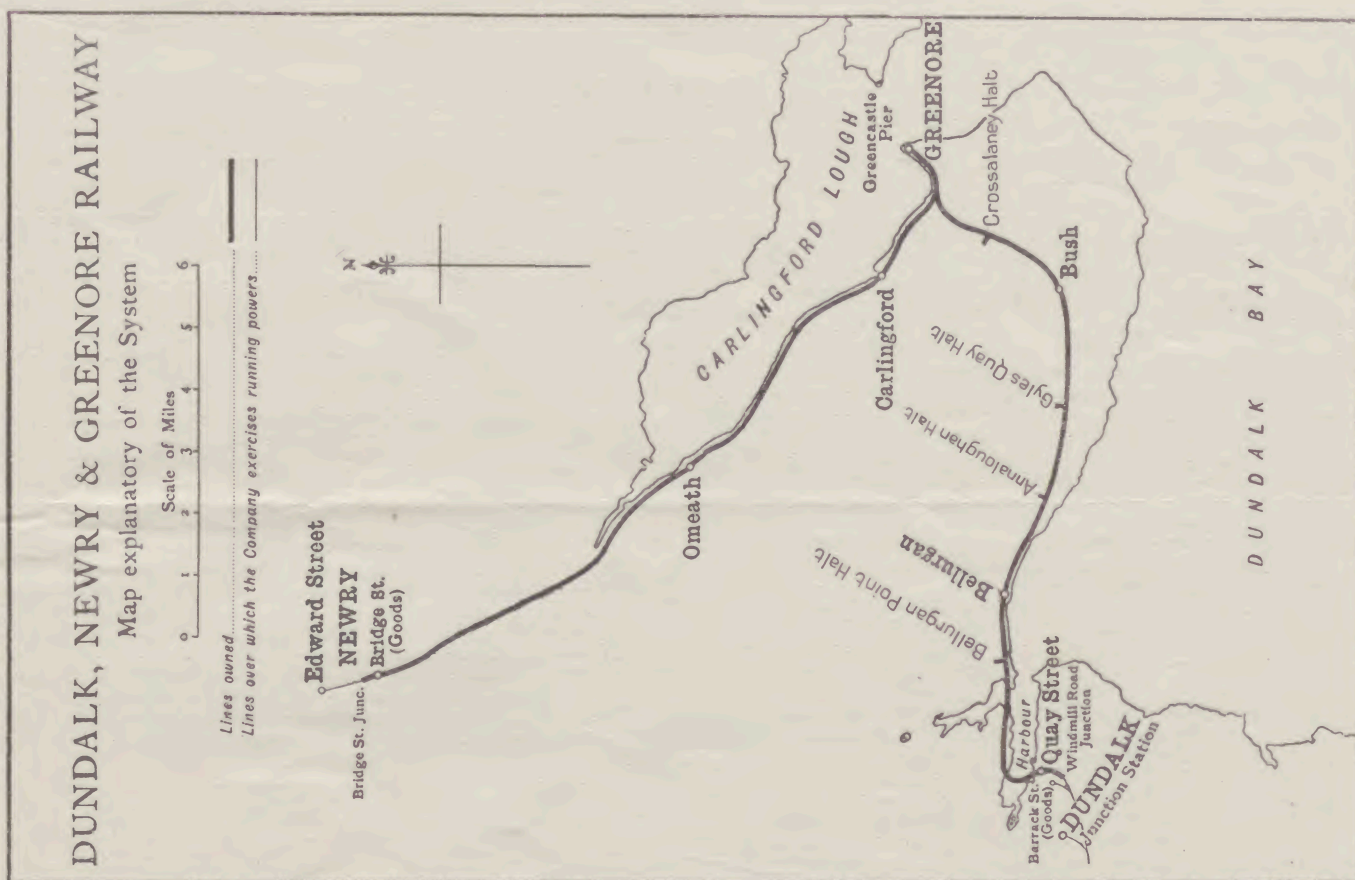 DUNDALK, NEWRY & GREENORE RAILWAY
Map explanatory of the System
Scale of Miles
0 1 2 3 4 5 6
Lines owned
Lines over which the Company exercises running powers
N
Edward Street
NEWRY
Bridge St.
(Goods)
Bridge St. Junc.
Omeath
CARLINGFORD LOUGH
Greencastle
Pier
GREENORE
Carlingford
Crossalaney Halt
Bush
Gyles Quay Halt
Annaloughan Halt
Bellurgan
Bellurgan Point Halt
Harbour
Quay Street
Windmill Road
Junction
Barrack St.
(Goods)
DUNDALK
Junction Station
DUNDALK BAY